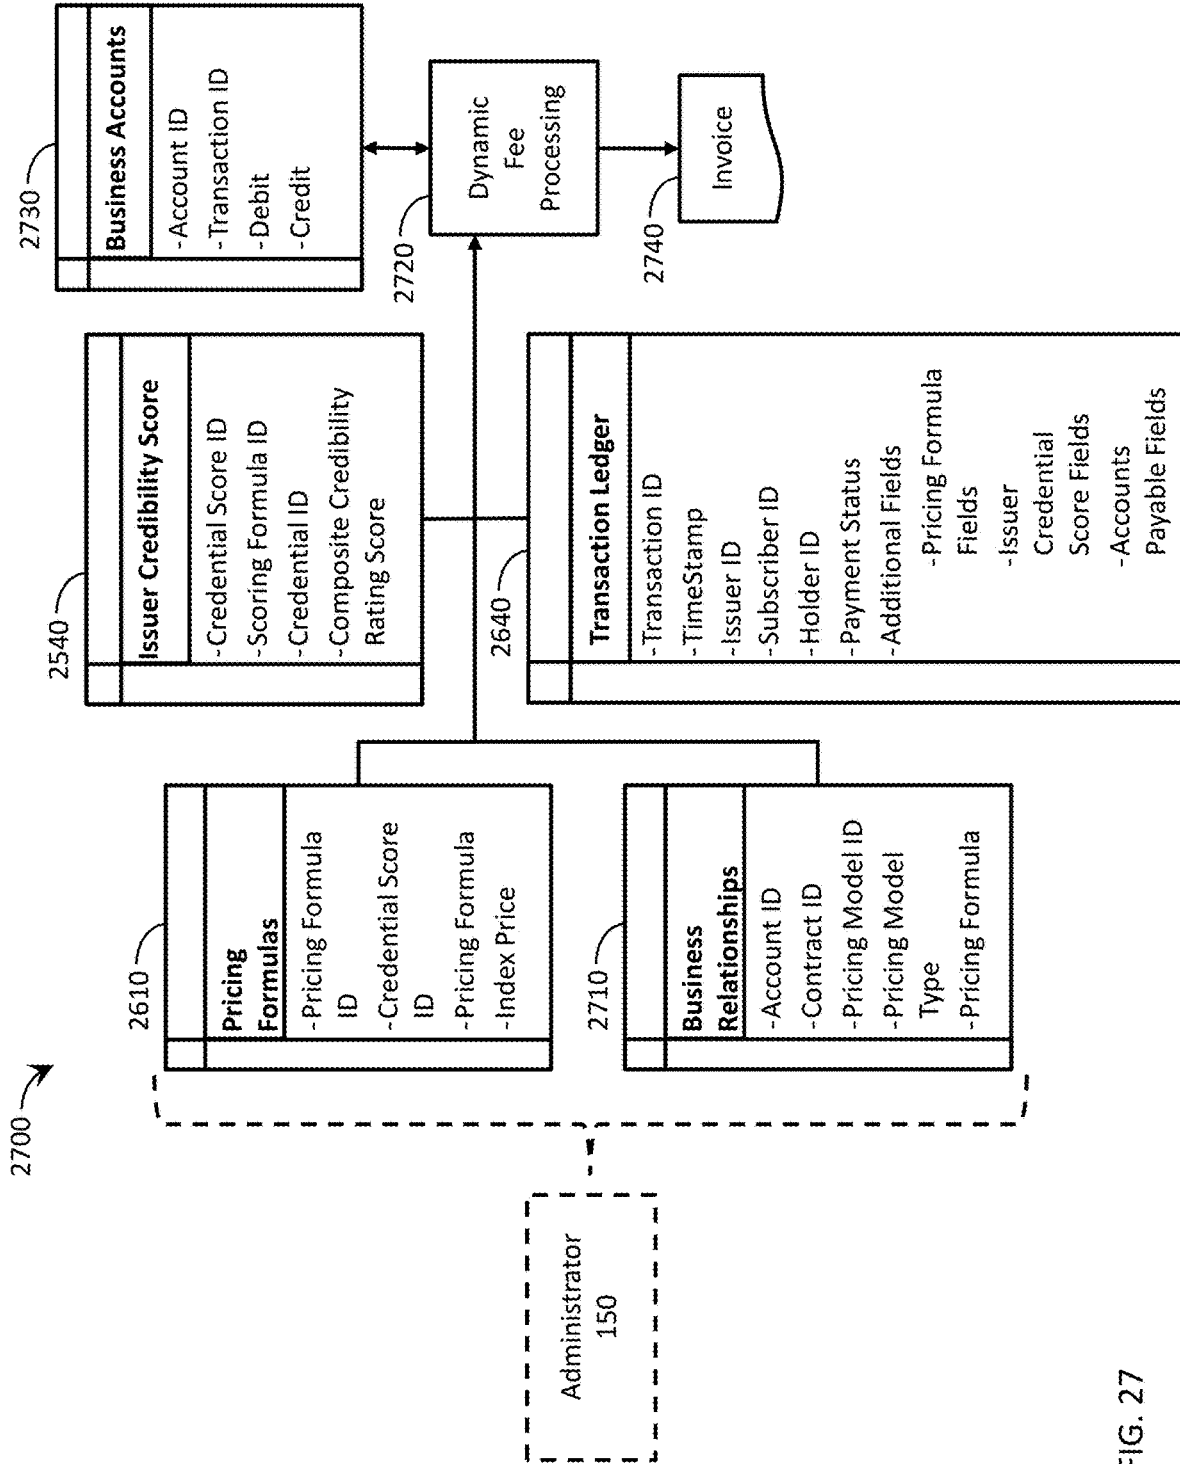 2700
Administrator
150
2610
Pricing
Formulas
-Pricing Formula
ID
-Credential Score
ID
-Pricing Formula
-Index Price
2710
Business
Relationships
-Account ID
-Contract ID
-Pricing Model ID
-Pricing Model
Type
-Pricing Formula
2540
Issuer Credibility Score
-Credential Score ID
-Scoring Formula ID
-Credential ID
-Composite Credibility
Rating Score
2640
Transaction Ledger
-Transaction ID
-TimeStamp
-Issuer ID
-Subscriber ID
-Holder ID
-Payment Status
-Additional Fields
-Pricing Formula
Fields
-Issuer
Credential
Score Fields
-Accounts
Payable Fields
2730
Business Accounts
-Account ID
-Transaction ID
-Debit
-Credit
2720
Dynamic
Fee
Processing
2740
Invoice
FIG. 27